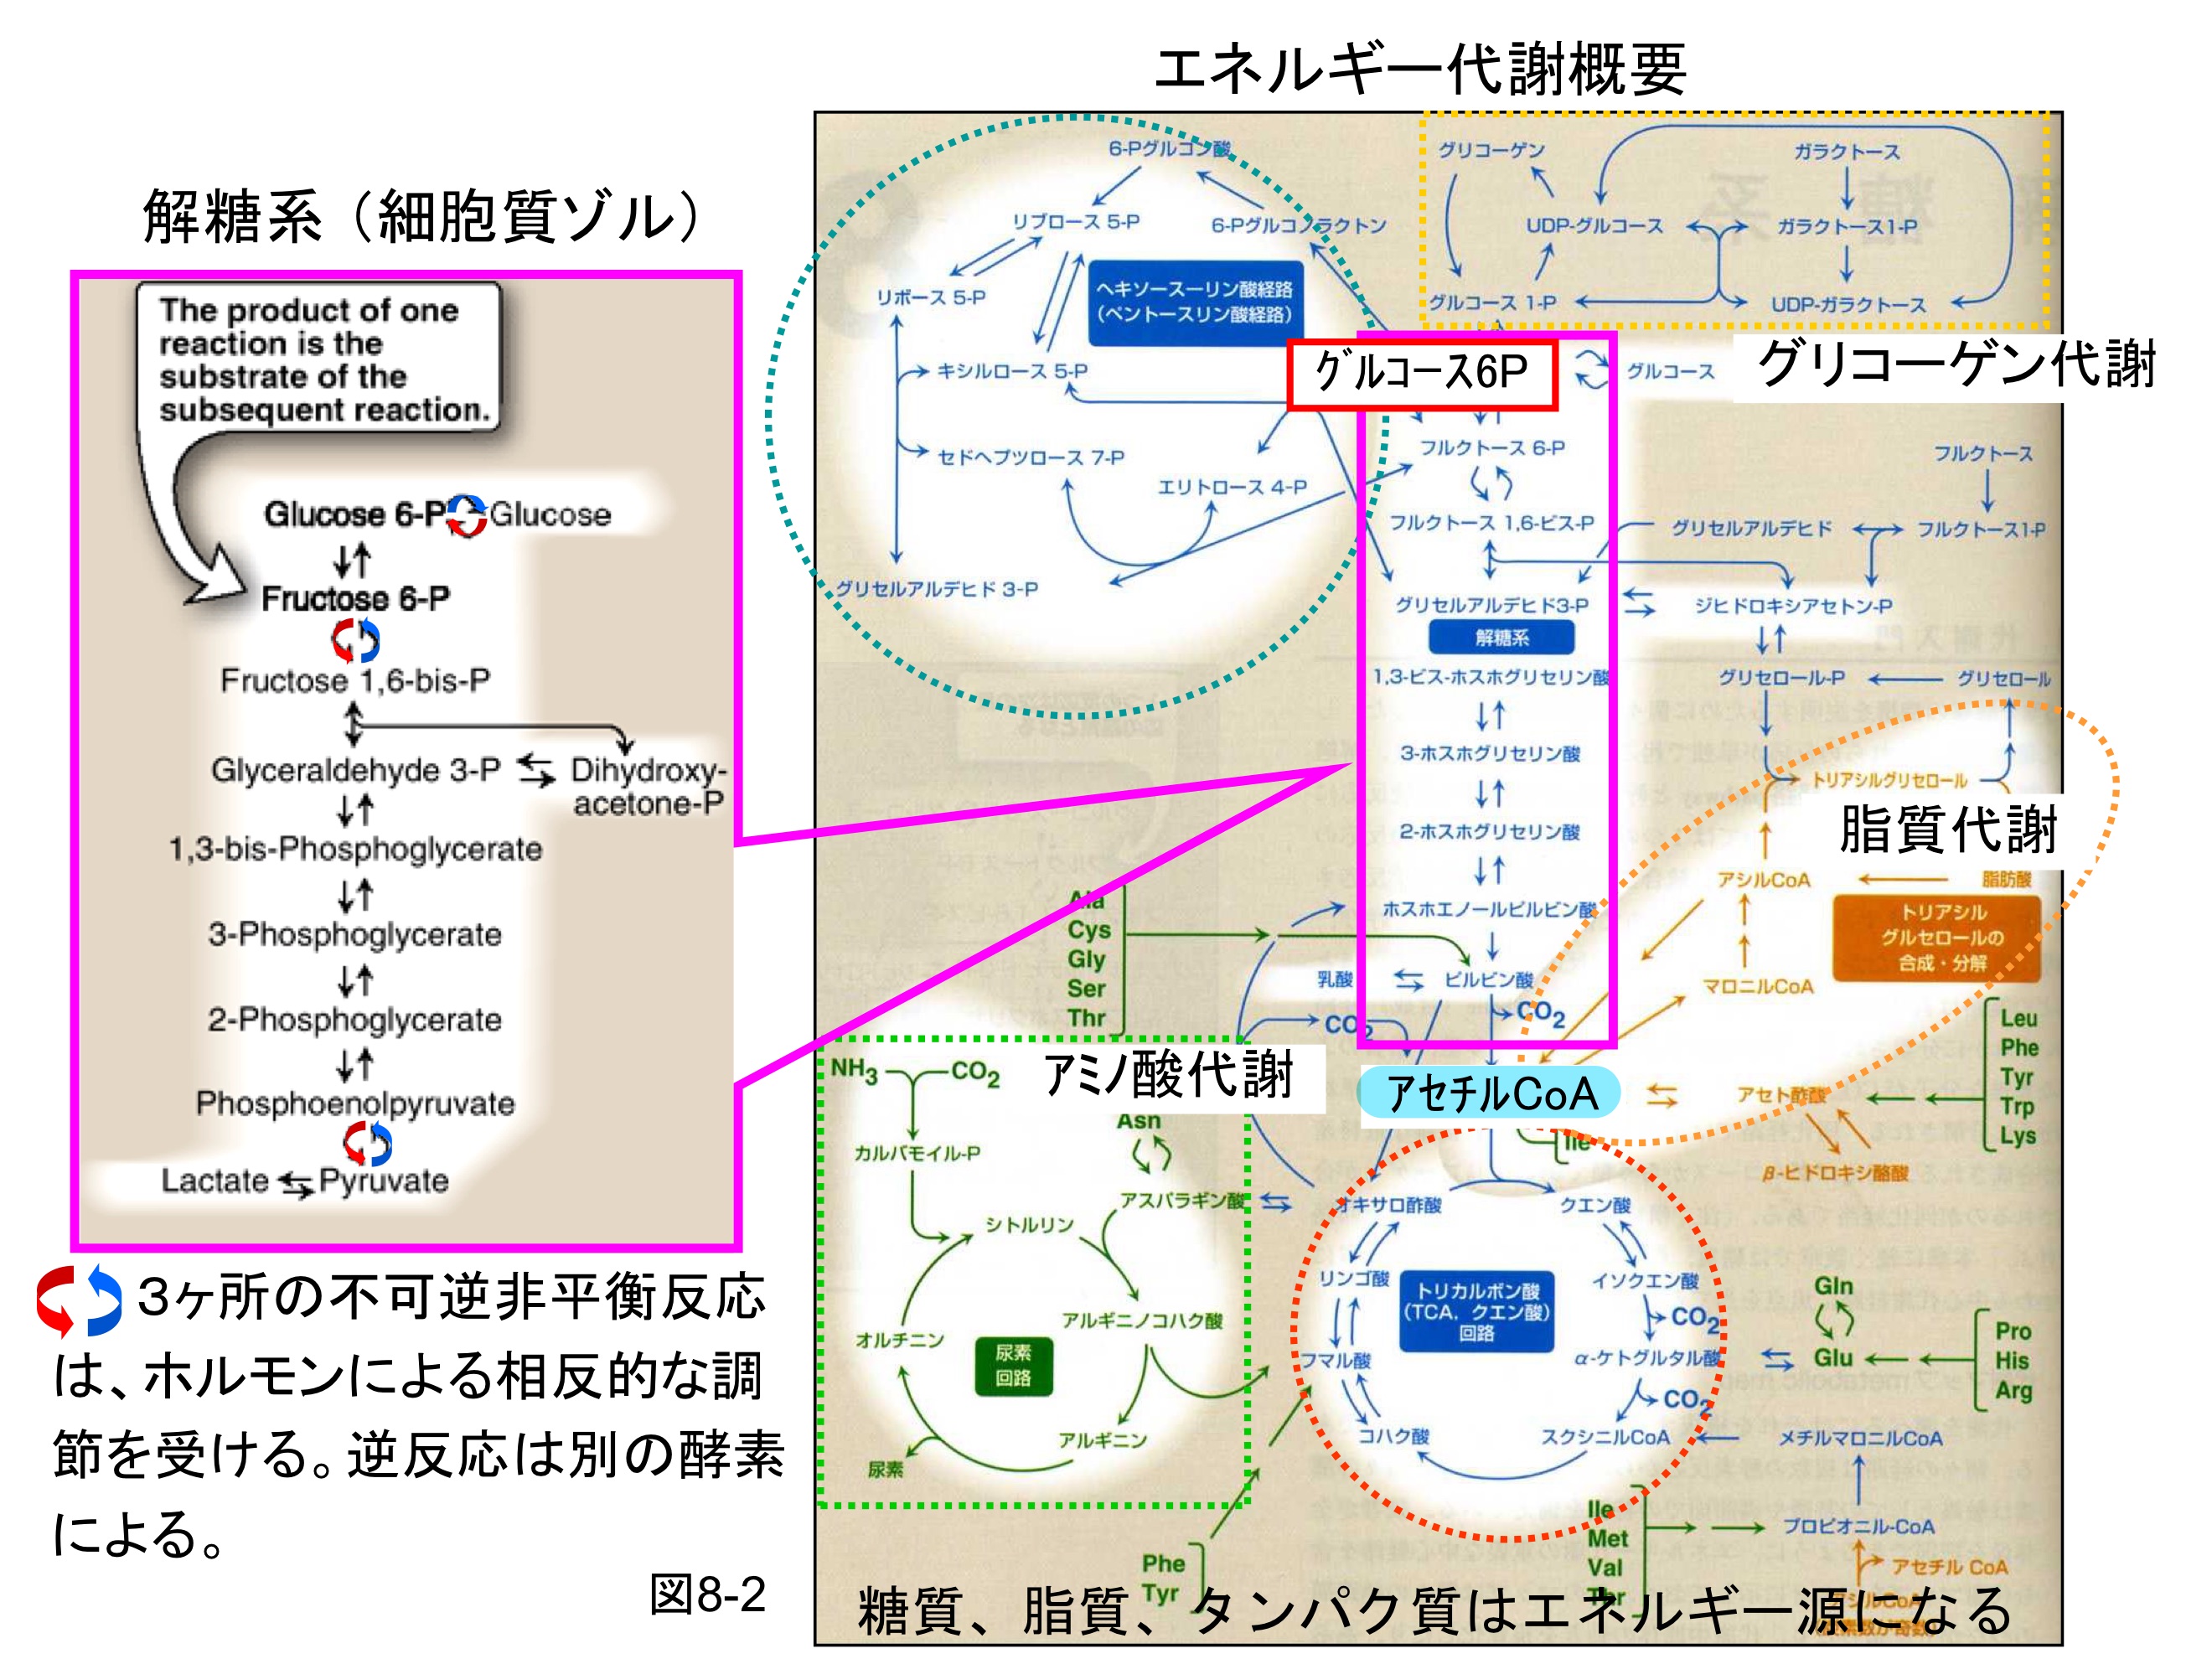 エネルギー代謝概要
解糖系（細胞質ゾル）
The product of one
reaction is the
substrate of the
subsequent reaction.
Glucose 6-P
Glucose
Fructose 6-P
Fructose 1,6-bis-P
Glyceraldehyde 3-P
Dihydroxy-
acetone-P
1,3-bis-Phosphoglycerate
3-Phosphoglycerate
2-Phosphoglycerate
Phosphoenolpyruvate
Lactate
Pyruvate
3ヶ所の不可逆非平衡反応
は、ホルモンによる相反的な調
節を受ける。逆反応は別の酵素
による。
図8-2
6-Pグルコン酸
リブロース 5-P
6-Pグルコノラクトン
リボース 5-P
ヘキソースーリン酸経路
（ペントースリン酸経路）
キシルロース 5-P
セドヘプツロース 7-P
エリトロース 4-P
グリセルアルデヒド 3-P
グリコーゲン
ガラクトース
UDP-グルコース
ガラクトース1-P
グルコース 1-P
UDP-ガラクトース
グルコース6P
グルコース
グリコーゲン代謝
フルクトース 6-P
フルクトース
フルクトース 1,6-ビス-P
グリセルアルデヒド
フルクトース1-P
グリセルアルデヒド3-P
ジヒドロキシアセトン-P
解糖系
1,3-ビス-ホスホグリセリン酸
グリセロール-P
グリセロール
3-ホスホグリセリン酸
トリアシルグリセロール
脂質代謝
2-ホスホグリセリン酸
アシルCoA
脂肪酸
ホスホエノールピルビン酸
トリアシル
グルセロールの
合成・分解
Ala
Cys
Gly
Ser
Thr
乳酸
ピルビン酸
マロニルCoA
CO2
CO2
Leu
Phe
Tyr
Trp
Lys
アミノ酸代謝
アセチルCoA
アセト酢酸
β-ヒドロキシ酪酸
Ile
NH3
CO2
Asn
カルバモイル-P
アスパラギン酸
シトルリン
アルギニノコハク酸
オルチニン
尿素
回路
アルギニン
尿素
オキサロ酢酸
クエン酸
リンゴ酸
イソクエン酸
トリカルボン酸
（TCA，クエン酸）
回路
CO2
フマル酸
α-ケトグルタル酸
CO2
コハク酸
スクシニルCoA
メチルマロニルCoA
Gln
Glu
Pro
His
Arg
Ile
Met
Val
Thr
プロピオニル-CoA
アセチル CoA
アシルCoA
Phe
Tyr
糖質、脂質、タンパク質はエネルギー源になる